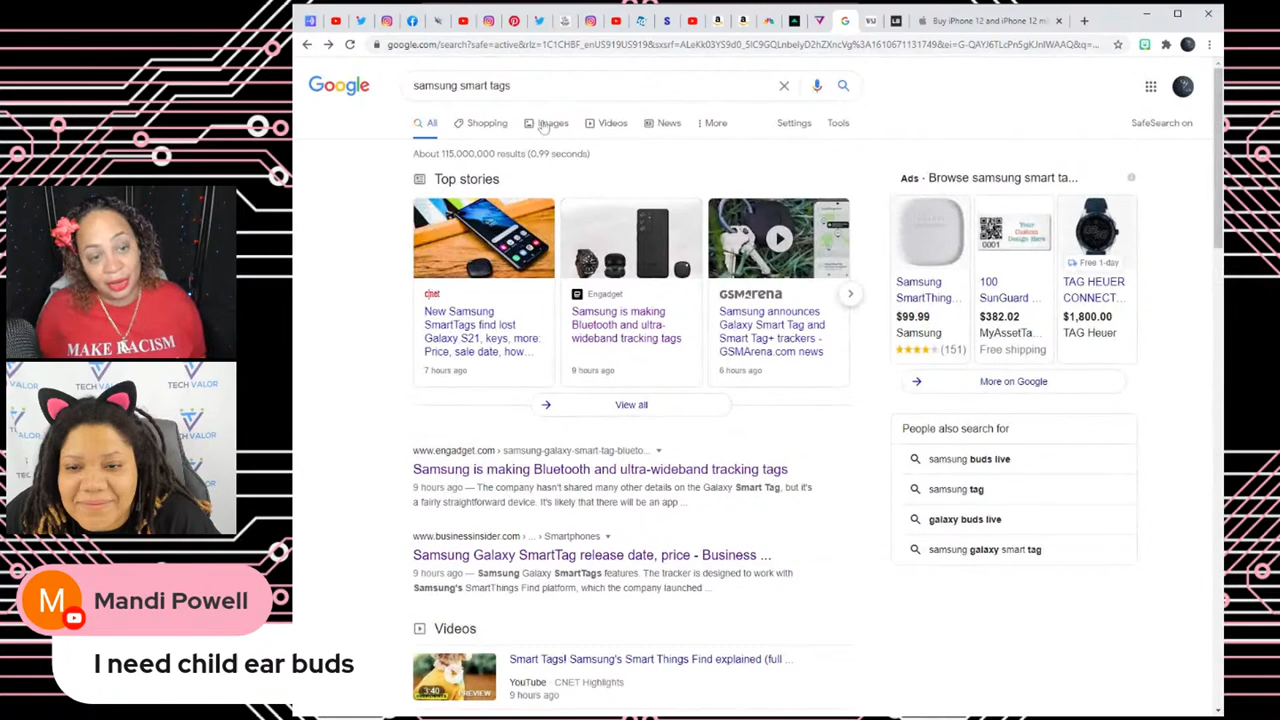 Buy iPhone 12 and iPhone 12 mi
google.com/search?safe=active&rlz=1C1CHBF_enUS919US919&sxsrf=
Google
samsung smart tags
All
Shopping
Images
Videos
News
More
Settings
Tools
SafeSearch on
About 115,000,000 results (0.99 seconds)
Top stories
c|net
New Samsung
SmartTags find lost
Galaxy S21, keys, more:
Price, sale date, how...
7 hours ago
Engadget
Samsung is making
Bluetooth and ultra-
wideband tracking tags
9 hours ago
GSMArena
Samsung announces
Galaxy Smart Tag and
Smart Tag+ trackers -
GSMArena.com news
6 hours ago
View all
Ads · Browse samsung smart ta...
Samsung
SmartThing...
$99.99
Samsung
(151)
Your
Custom
Design Here
0001
100
SunGuard ...
$382.02
MyAssetTa...
Free shipping
Free 1-day
TAG HEUER
CONNECT...
$1,800.00
TAG Heuer
More on Google
People also search for
samsung buds live
samsung tag
galaxy buds live
samsung galaxy smart tag
www.engadget.com › samsung-galaxy-smart-tag-blueto...
Samsung is making Bluetooth and ultra-wideband tracking tags
9 hours ago — The company hasn't shared many other details on the Galaxy Smart Tag, but it's
a fairly straightforward device. It's likely that there will be an app ...
www.businessinsider.com › ... › Smartphones
Samsung Galaxy SmartTag release date, price - Business ...
9 hours ago — Samsung Galaxy SmartTags features. The tracker is designed to work with
Samsung's SmartThings Find platform, which the company launched ...
Videos
3:40
PREVIEW
Smart Tags! Samsung's Smart Things Find explained (full ...
YouTube · CNET Highlights
9 hours ago
MAKE RACISM
TECH VALOR
TECH VALOR
TECH VALOR
M
Mandi Powell
I need child ear buds